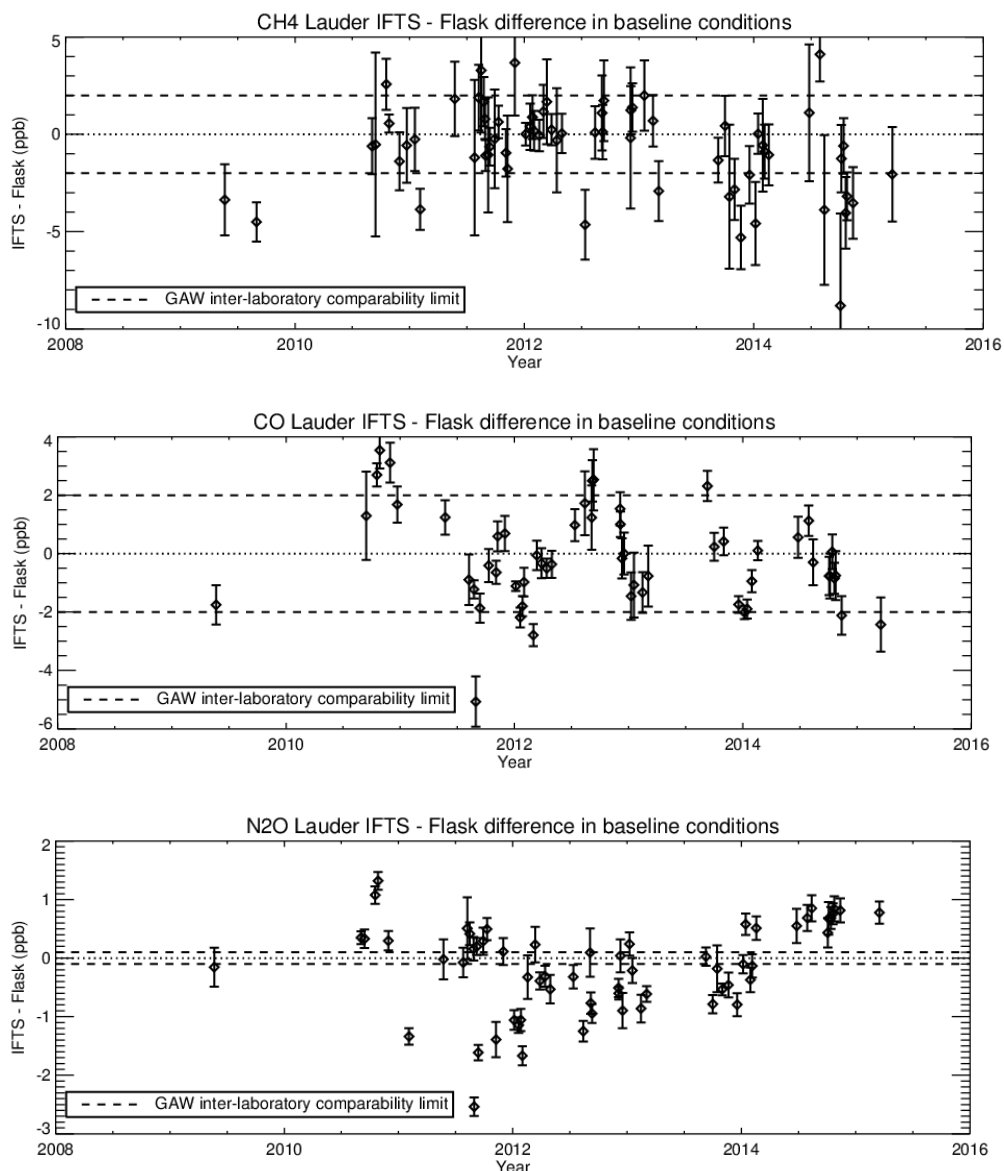 CH4 Lauder IFTS - Flask difference in baseline conditions
5
0
-5
-10
IFTS - Flask (ppb)
GAW inter-laboratory comparability limit
2008 2010 2012 2014 2016
Year
CO Lauder IFTS - Flask difference in baseline conditions
4
2
0
-2
-4
-6
IFTS - Flask (ppb)
GAW inter-laboratory comparability limit
2008 2010 2012 2014 2016
Year
N2O Lauder IFTS - Flask difference in baseline conditions
2
1
0
-1
-2
-3
IFTS - Flask (ppb)
GAW inter-laboratory comparability limit
2008 2010 2012 2014 2016
Year